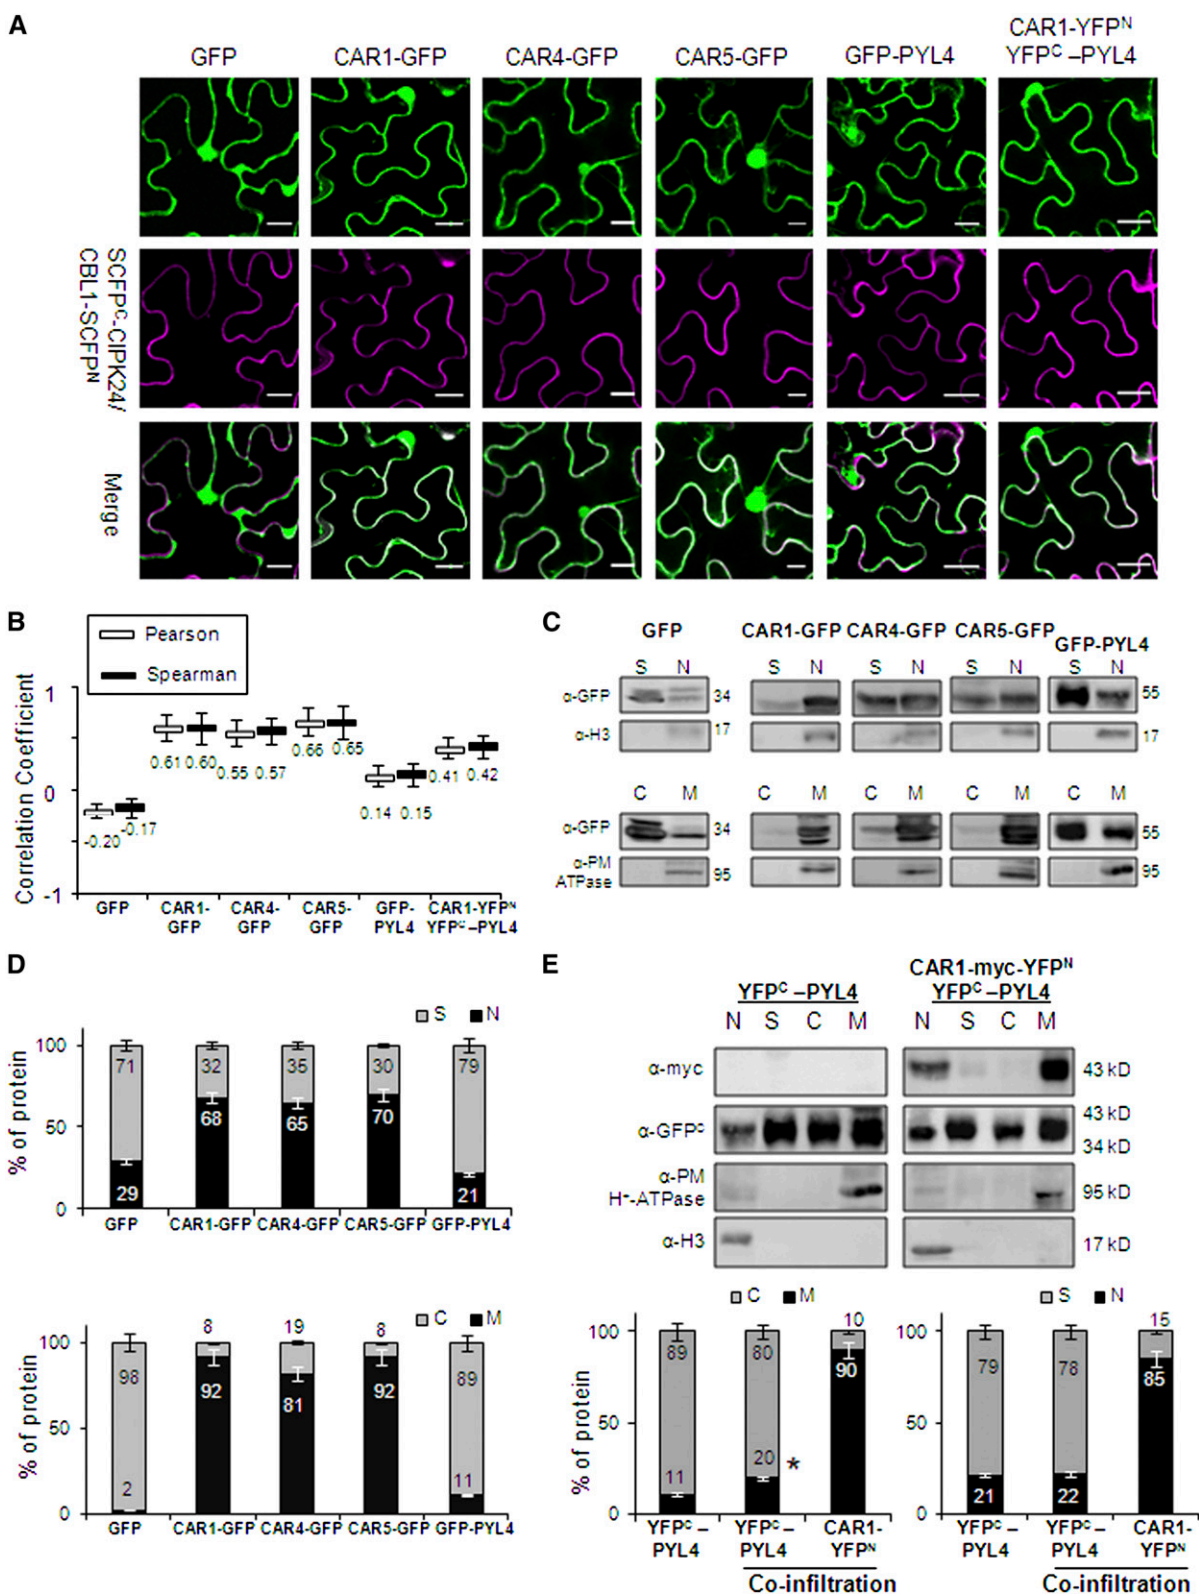 A
GFP
CAR1-GFP
CAR4-GFP
CAR5-GFP
GFP-PYL4
CAR1-YFPᴺ
YFPᶜ –PYL4
SCFPᶜ-CIPK24/
CBL1-SCFPᴺ
Merge
B
Pearson
Spearman
Correlation Coefficient
1
0
-1
-0.20
-0.17
0.61
0.60
0.55
0.57
0.66
0.65
0.14
0.15
0.41
0.42
GFP
CAR1-
GFP
CAR4-
GFP
CAR5-
GFP
GFP-
PYL4
CAR1-YFPᴺ
YFPᶜ –PYL4
C
GFP
CAR1-GFP
CAR4-GFP
CAR5-GFP
GFP-PYL4
S N S N S N S N S N
α-GFP
34
55
α-H3
17
17
C M C M C M C M C M
α-GFP
34
55
α-PM
ATPase
95
95
D
S N
% of protein
100
50
0
71
29
32
68
35
65
30
70
79
21
GFP
CAR1-GFP
CAR4-GFP
CAR5-GFP
GFP-PYL4
C M
% of protein
100
50
0
98
2
8
92
19
81
8
92
89
11
GFP
CAR1-GFP
CAR4-GFP
CAR5-GFP
GFP-PYL4
E
YFPᶜ –PYL4
CAR1-myc-YFPᴺ
YFPᶜ –PYL4
N S C M
N S C M
α-myc
43 kD
α-GFPᶜ
43 kD
34 kD
α-PM
H⁺-ATPase
95 kD
α-H3
17 kD
C M
% of protein
100
50
0
89
11
80
20
*
10
90
YFPᶜ –
PYL4
YFPᶜ –
PYL4
CAR1-
YFPᴺ
Co-infiltration
S N
100
50
0
79
21
78
22
15
85
YFPᶜ –
PYL4
YFPᶜ –
PYL4
CAR1-
YFPᴺ
Co-infiltration